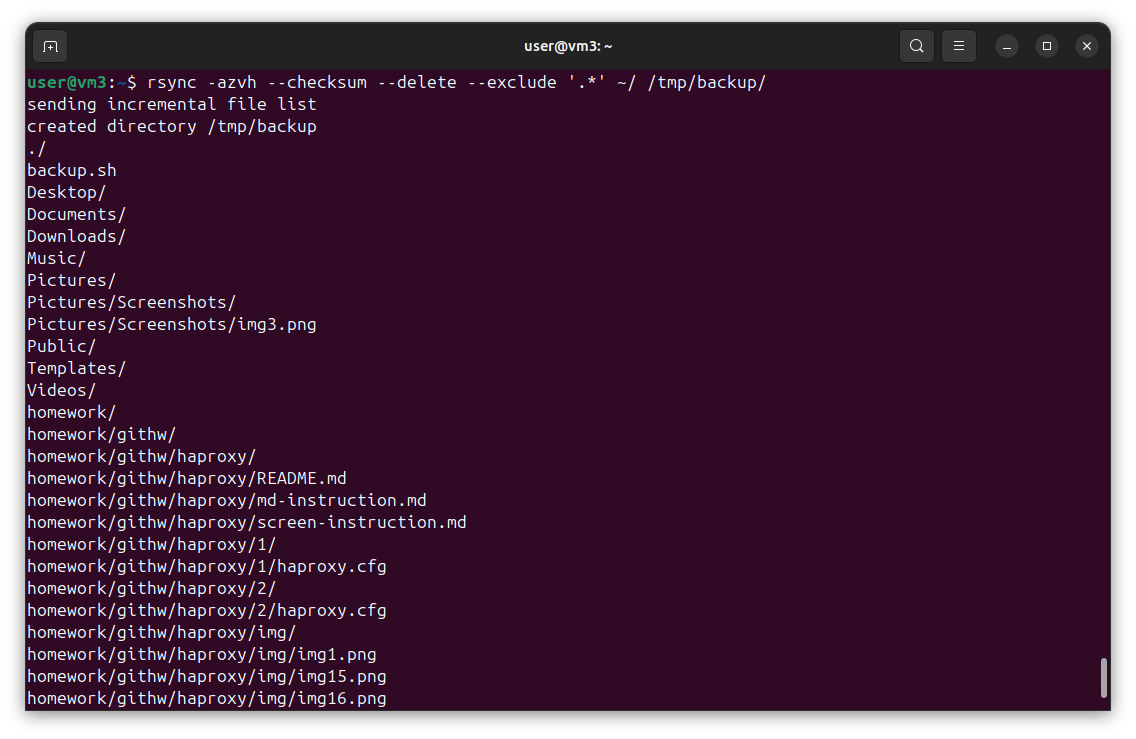 user@vm3: ~
user@vm3:~$ rsync -azvh --checksum --delete --exclude '.*' ~/ /tmp/backup/
sending incremental file list
created directory /tmp/backup
./
backup.sh
Desktop/
Documents/
Downloads/
Music/
Pictures/
Pictures/Screenshots/
Pictures/Screenshots/img3.png
Public/
Templates/
Videos/
homework/
homework/githw/
homework/githw/haproxy/
homework/githw/haproxy/README.md
homework/githw/haproxy/md-instruction.md
homework/githw/haproxy/screen-instruction.md
homework/githw/haproxy/1/
homework/githw/haproxy/1/haproxy.cfg
homework/githw/haproxy/2/
homework/githw/haproxy/2/haproxy.cfg
homework/githw/haproxy/img/
homework/githw/haproxy/img/img1.png
homework/githw/haproxy/img/img15.png
homework/githw/haproxy/img/img16.png